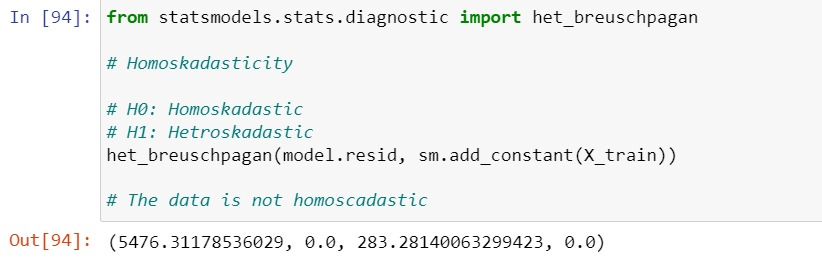 In [94]: from statsmodels.stats.diagnostic import het_breuschpagan
# Homoskadasticity
# H0: Homoskadastic
# H1: Hetroskadastic
het_breuschpagan(model.resid, sm.add_constant(X_train))
# The data is not homoscadastic
Out[94]: (5476.31178536029, 0.0, 283.28140063299423, 0.0)